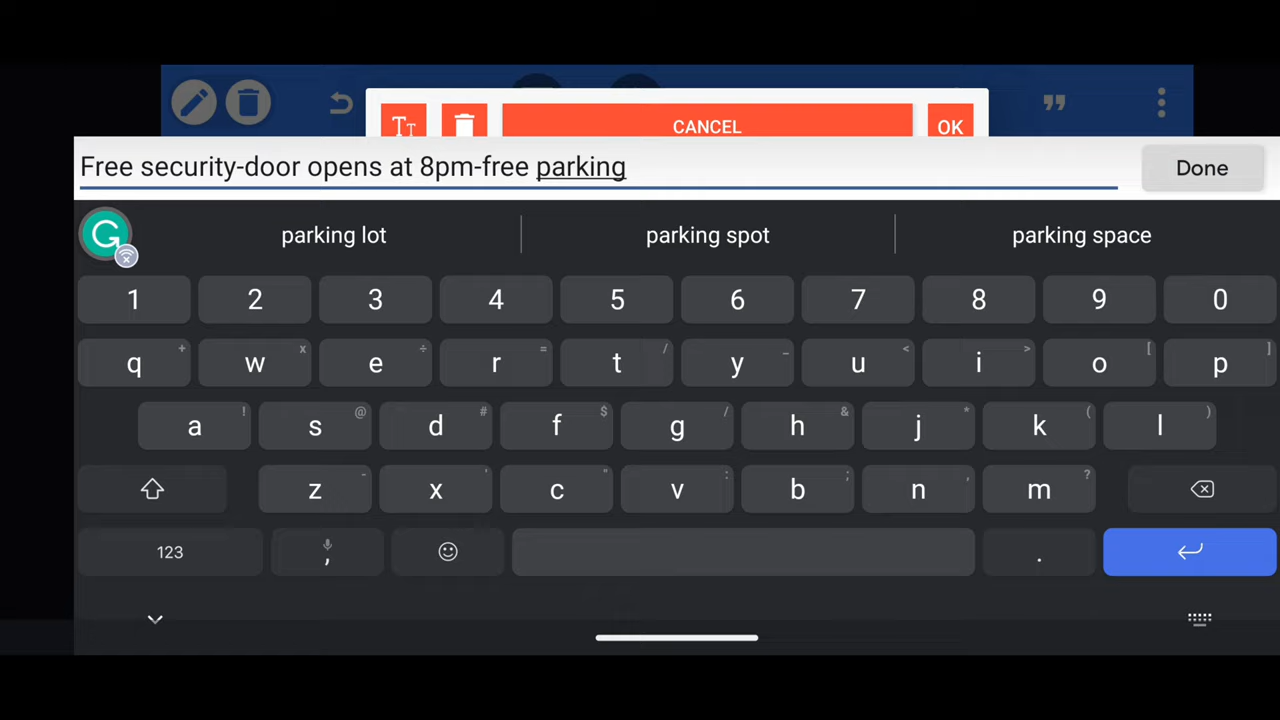 CANCEL
OK
Free security-door opens at 8pm-free parking
Done
parking lot parking spot parking space
1 2 3 4 5 6 7 8 9 0
q + w x e ÷ r = t / y _ u < i > o [ p ]
a ! s @ d # f $ g / h & j * k ( l )
z - x ' c " v : b ; n , m ?
123 , .